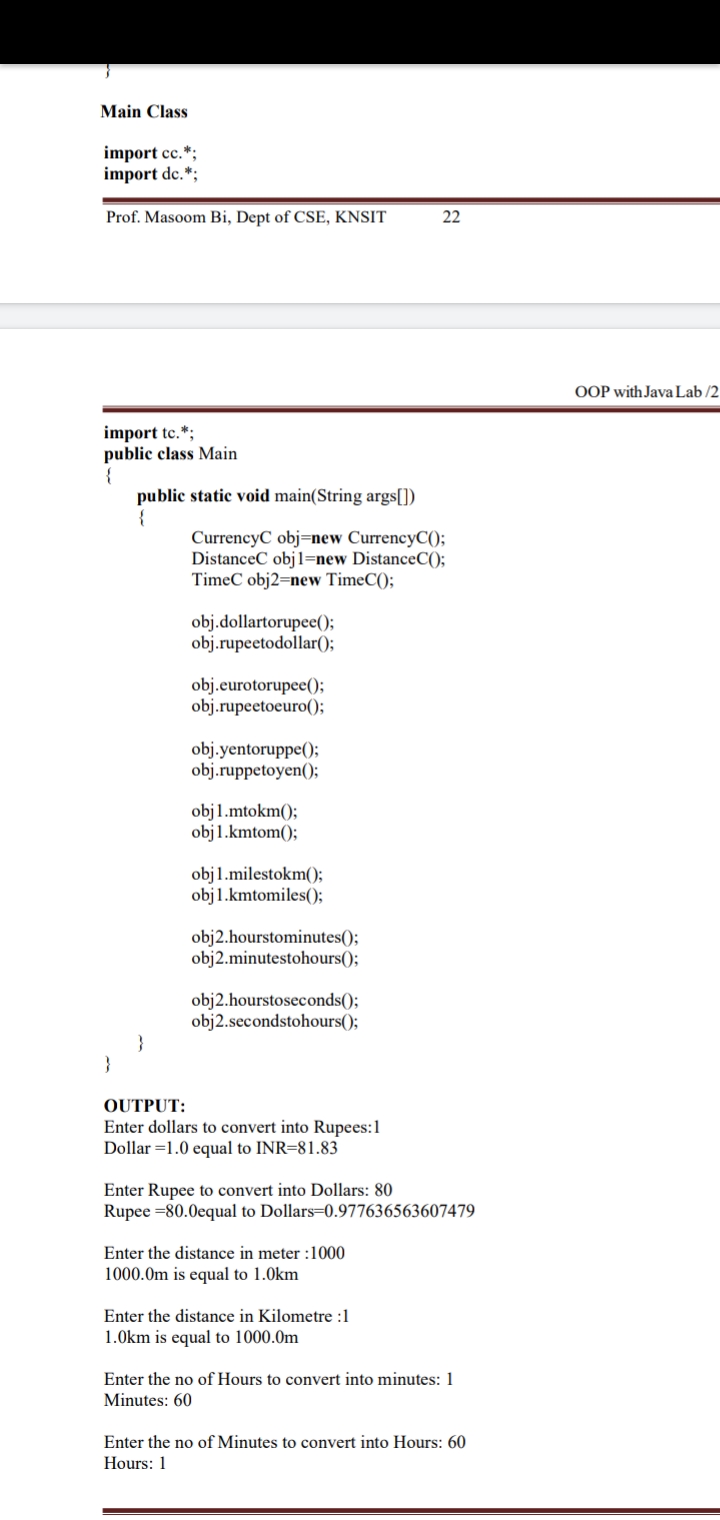 }
Main Class
import cc.*;
import dc.*;
Prof. Masoom Bi, Dept of CSE, KNSIT 22
OOP with Java Lab /2
import tc.*;
public class Main
{
public static void main(String args[])
{
CurrencyC obj=new CurrencyC();
DistanceC obj1=new DistanceC();
TimeC obj2=new TimeC();
obj.dollartorupee();
obj.rupeetodollar();
obj.eurotorupee();
obj.rupeetoeuro();
obj.yentoruppe();
obj.ruppetoyen();
obj1.mtokm();
obj1.kmtom();
obj1.milestokm();
obj1.kmtomiles();
obj2.hourstominutes();
obj2.minutestohours();
obj2.hourstoseconds();
obj2.secondstohours();
}
}
OUTPUT:
Enter dollars to convert into Rupees:1
Dollar =1.0 equal to INR=81.83
Enter Rupee to convert into Dollars: 80
Rupee =80.0equal to Dollars=0.977636563607479
Enter the distance in meter :1000
1000.0m is equal to 1.0km
Enter the distance in Kilometre :1
1.0km is equal to 1000.0m
Enter the no of Hours to convert into minutes: 1
Minutes: 60
Enter the no of Minutes to convert into Hours: 60
Hours: 1